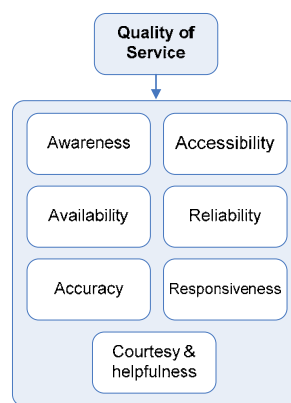 Quality of
Service
Awareness
Accessibility
Availability
Reliability
Accuracy
Responsiveness
Courtesy &
helpfulness